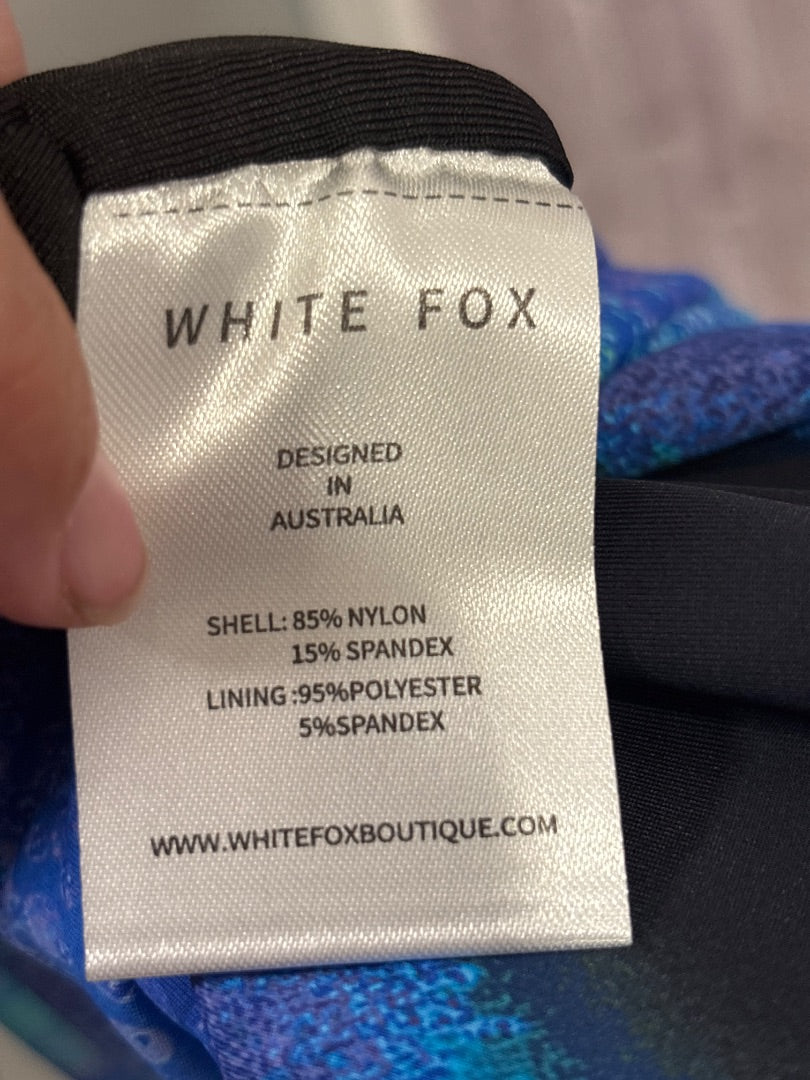 WHITE FOX
DESIGNED
IN
AUSTRALIA
SHELL: 85% NYLON
15% SPANDEX
LINING :95%POLYESTER
5%SPANDEX
WWW.WHITEFOXBOUTIQUE.COM